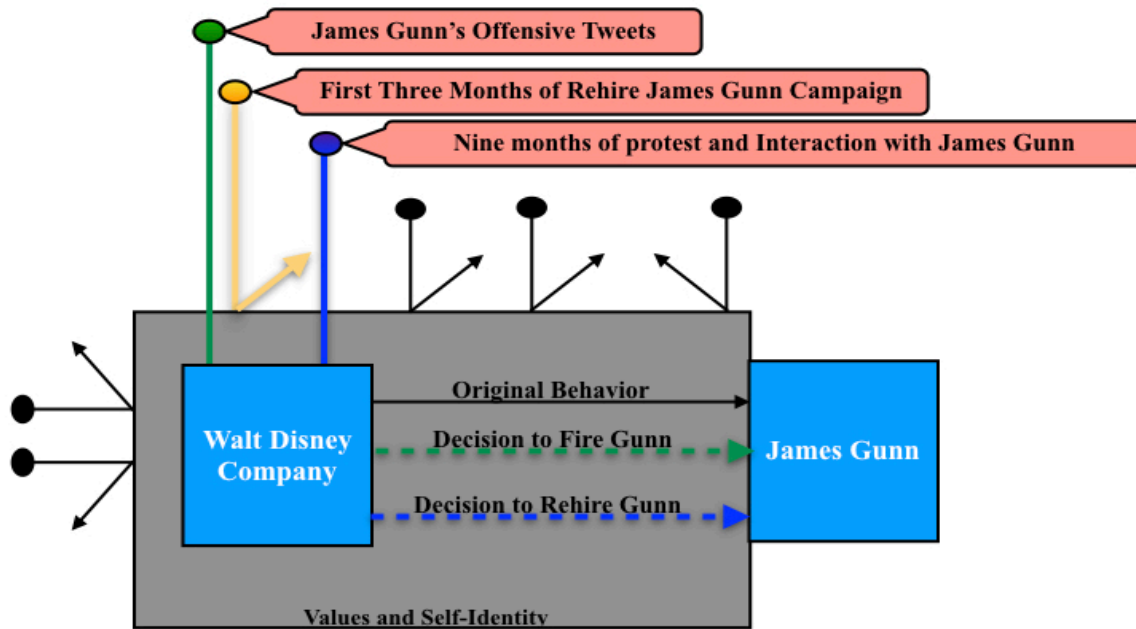 James Gunn's Offensive Tweets
First Three Months of Rehire James Gunn Campaign
Nine months of protest and Interaction with James Gunn
Original Behavior
Decision to Fire Gunn
Walt Disney
Company
James Gunn
Decision to Rehire Gunn
Values and Self-Identity